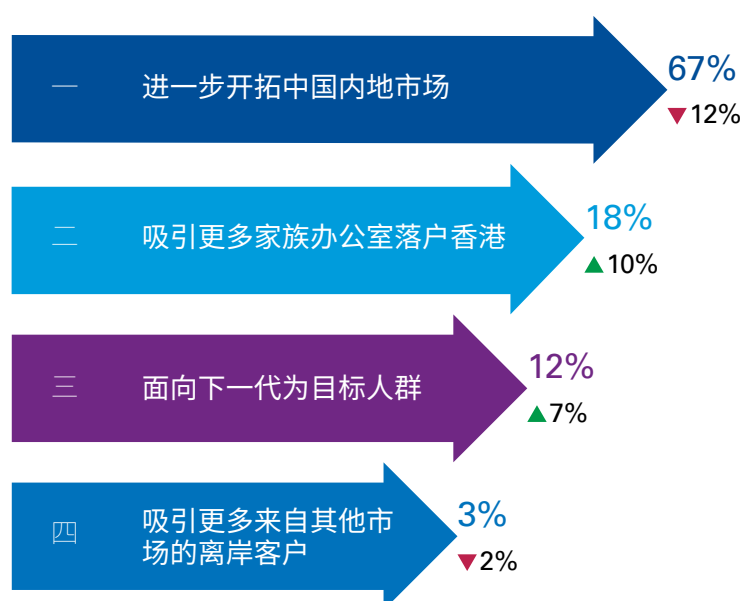 一 进一步开拓中国内地市场 67%
▼12%
二 吸引更多家族办公室落户香港 18%
▲10%
三 面向下一代为目标人群 12%
▲7%
四 吸引更多来自其他市
场的离岸客户 3%
▼2%